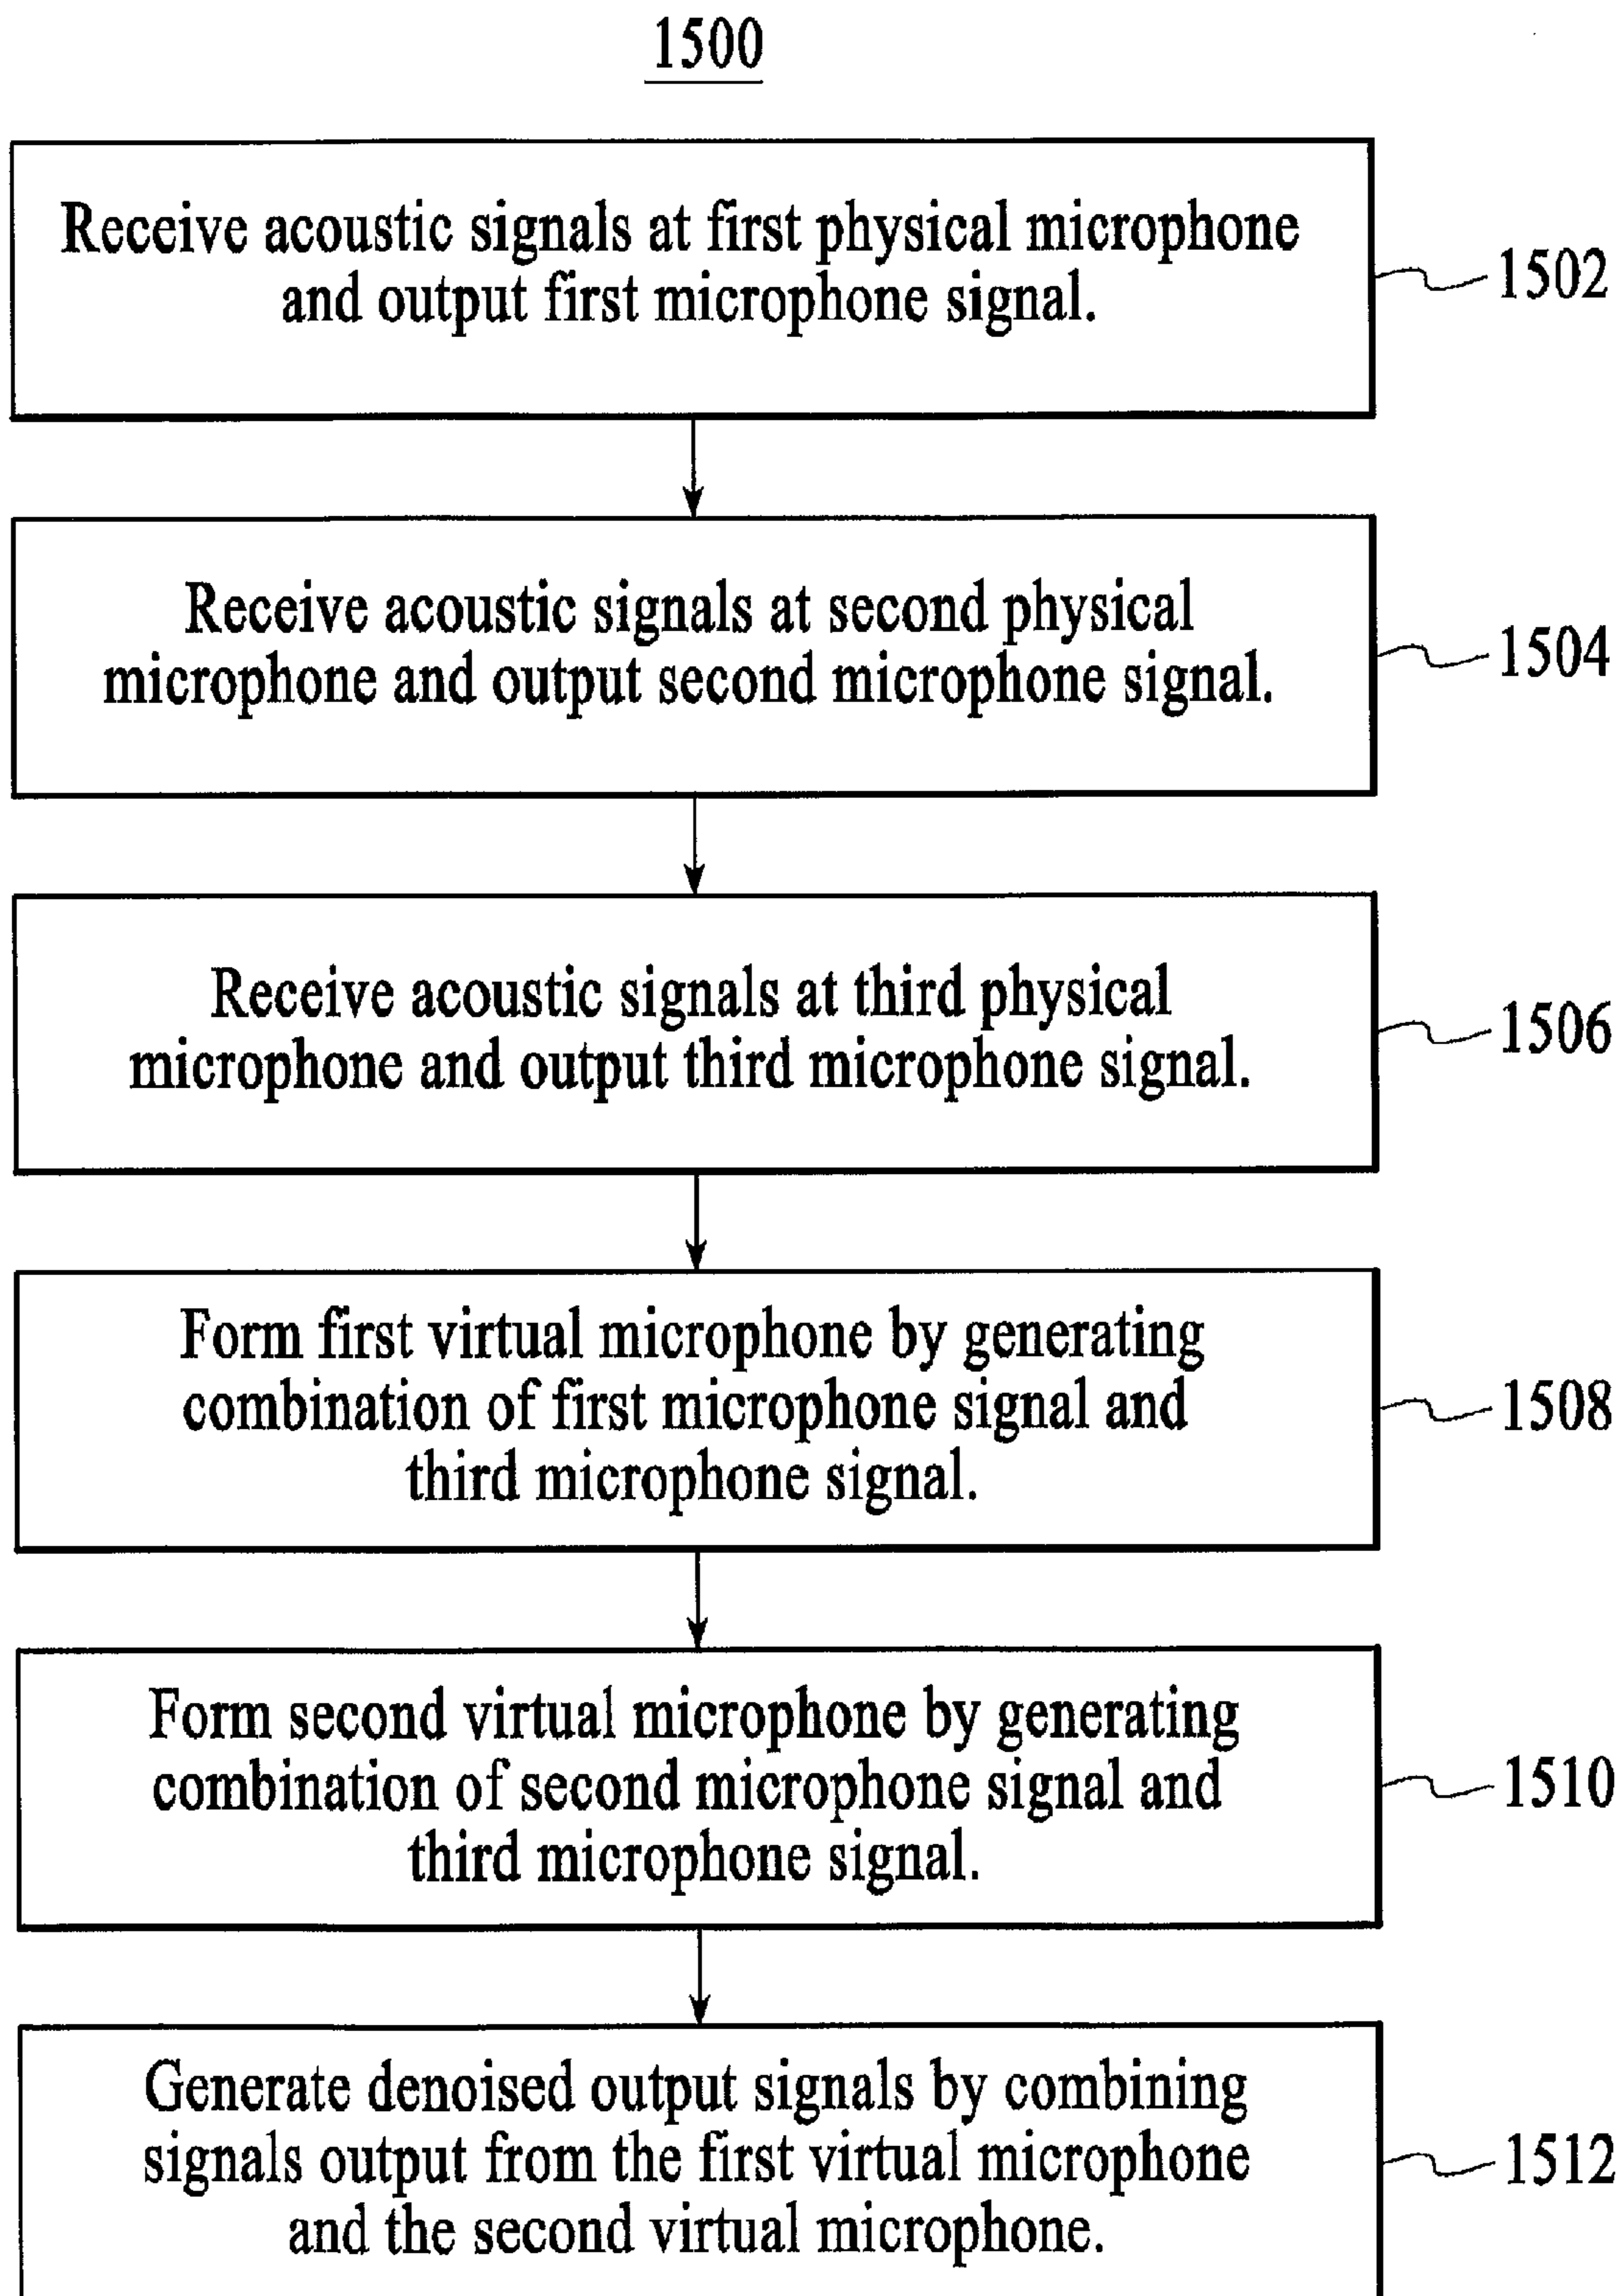 1500
Receive acoustic signals at first physical microphone
and output first microphone signal.
1502
Receive acoustic signals at second physical
microphone and output second microphone signal.
1504
Receive acoustic signals at third physical
microphone and output third microphone signal.
1506
Form first virtual microphone by generating
combination of first microphone signal and
third microphone signal.
1508
Form second virtual microphone by generating
combination of second microphone signal and
third microphone signal.
1510
Generate denoised output signals by combining
signals output from the first virtual microphone
and the second virtual microphone.
1512